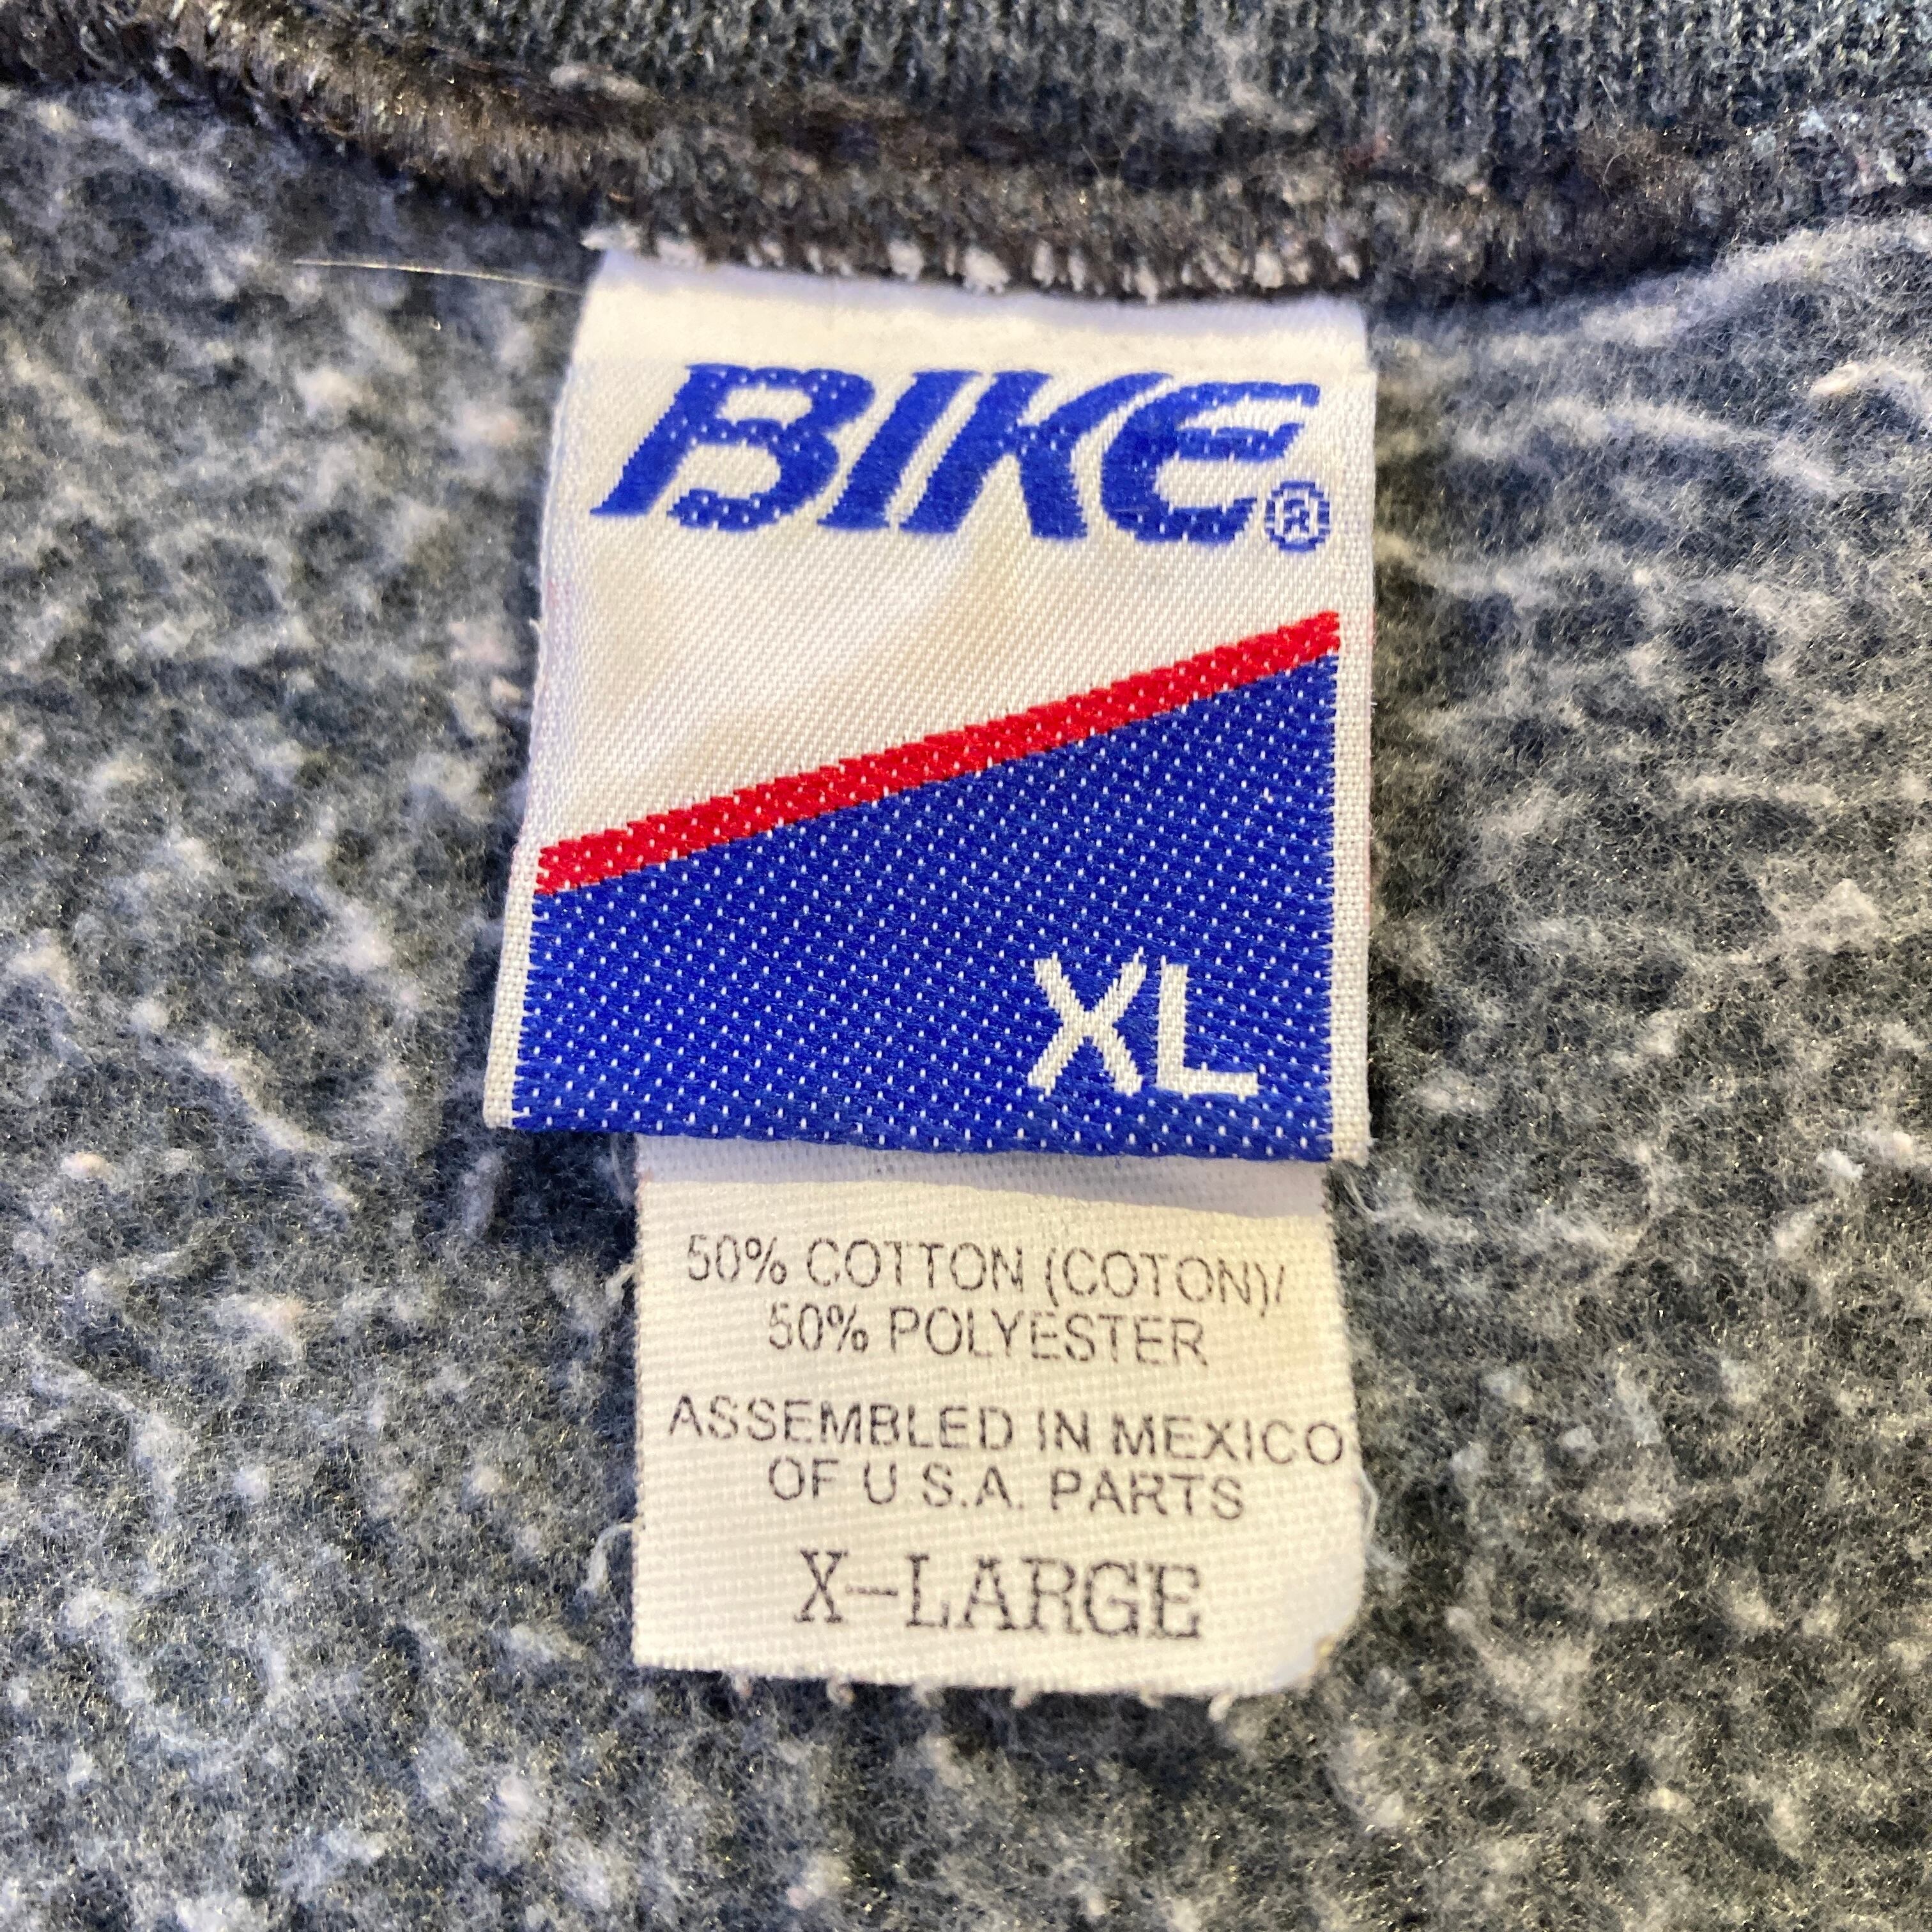 BIKE®
XL
50% COTTON (COTON)/
50% POLYESTER
ASSEMBLED IN MEXICO
OF U.S.A. PARTS
X-LARGE